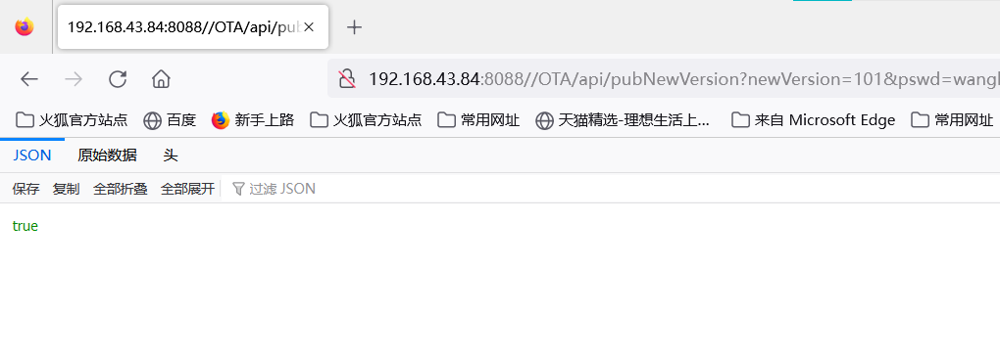 192.168.43.84:8088//OTA/api/pub
192.168.43.84:8088//OTA/api/pubNewVersion?newVersion=101&pswd=wang
火狐官方站点 百度 新手上路 火狐官方站点 常用网址 天猫精选-理想生活上... 来自 Microsoft Edge 常用网址
JSON 原始数据 头
保存 复制 全部折叠 全部展开 过滤 JSON
true